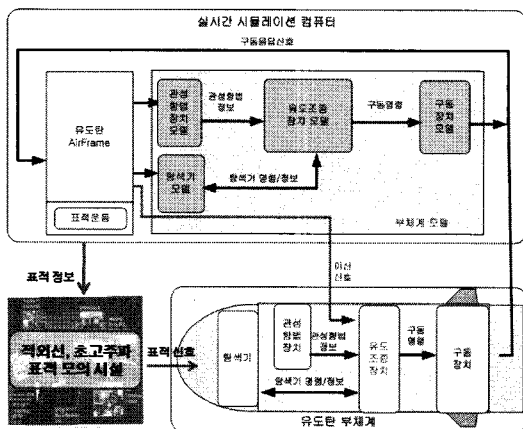 실시간 시뮬레이션 컴퓨터
구동응답신호
유도탄
AirFrame
표적운동
관성
항법
장치
모델
관성항법
정보
유도조종
장치 모델
구동명령
구동
장치
모델
탐색기
모델
탐색기 명령/정보
부체계 모델
표적 정보
이산
신호
적외선, 초고주파
표적 모의 시설
표적 신호
탐색기
관성
항법
장치
관성항법
정보
유도
조종
장치
구동
명령
구동
장치
탐색기 명령/정보
유도탄 부체계